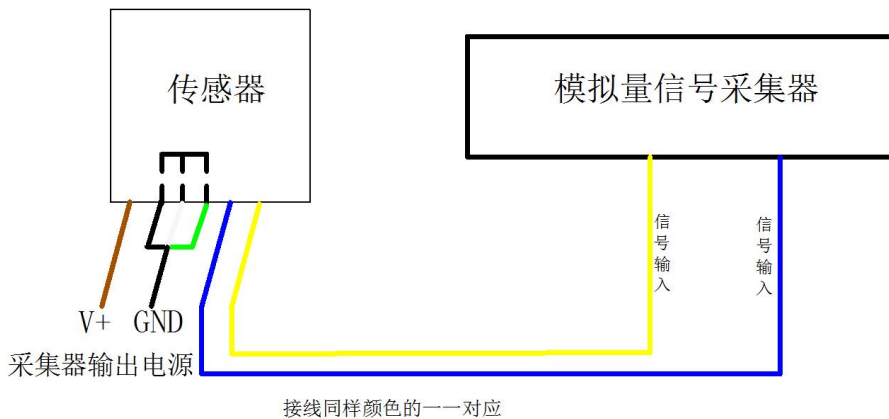 传感器
模拟量信号采集器
信号输入
信号输入
V+ GND
采集器输出电源
接线同样颜色的一一对应